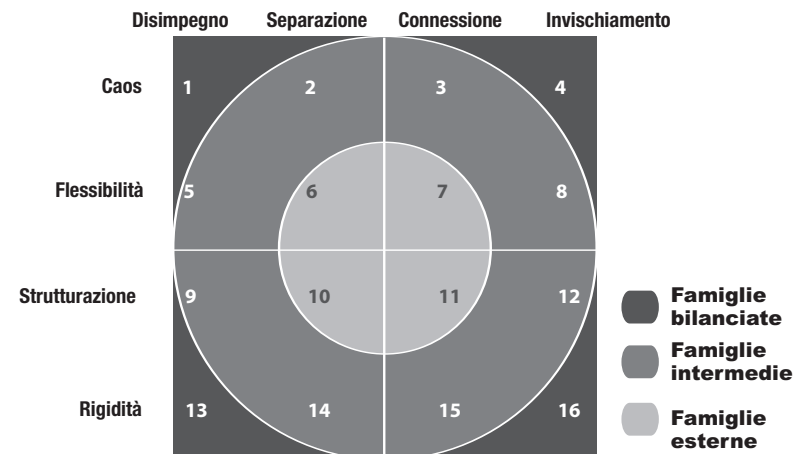 Disimpegno Separazione Connessione Invischiamento
Caos 1 2 3 4
Flessibilità 5 6 7 8
Strutturazione 9 10 11 12
Rigidità 13 14 15 16
Famiglie
bilanciate
Famiglie
intermedie
Famiglie
esterne